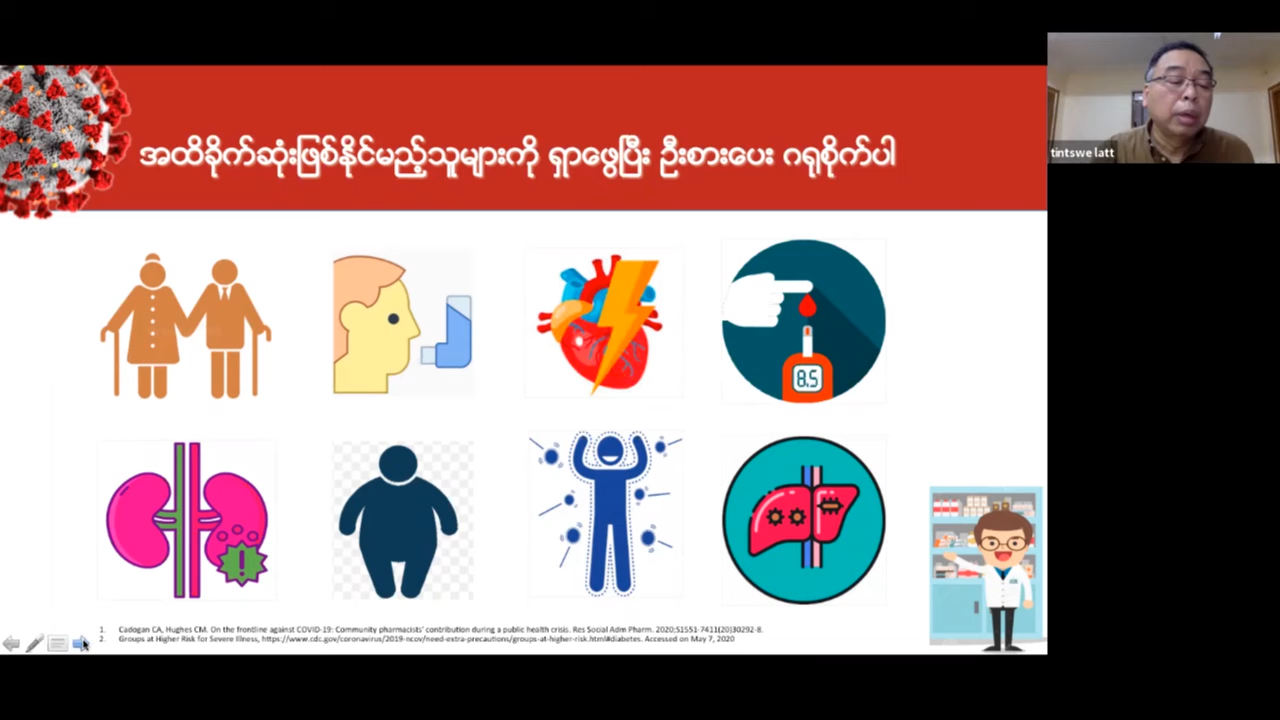 tintswe latt
အထိခိုက်ဆုံးဖြစ်နိုင်မည့်သူများကို ရှာဖွေပြီး ဦးစားပေး ဂရုစိုက်ပါ
8.5
1. Cadogan CA, Hughes CM. On the frontline against COVID-19: Community pharmacists' contribution during a public health crisis. Res Social Adm Pharm. 2020;S1551-7411(20)30292-8.
2. Groups at Higher Risk for Severe Illness, https://www.cdc.gov/coronavirus/2019-ncov/need-extra-precautions/groups-at-higher-risk.html#diabetes. Accessed on May 7, 2020